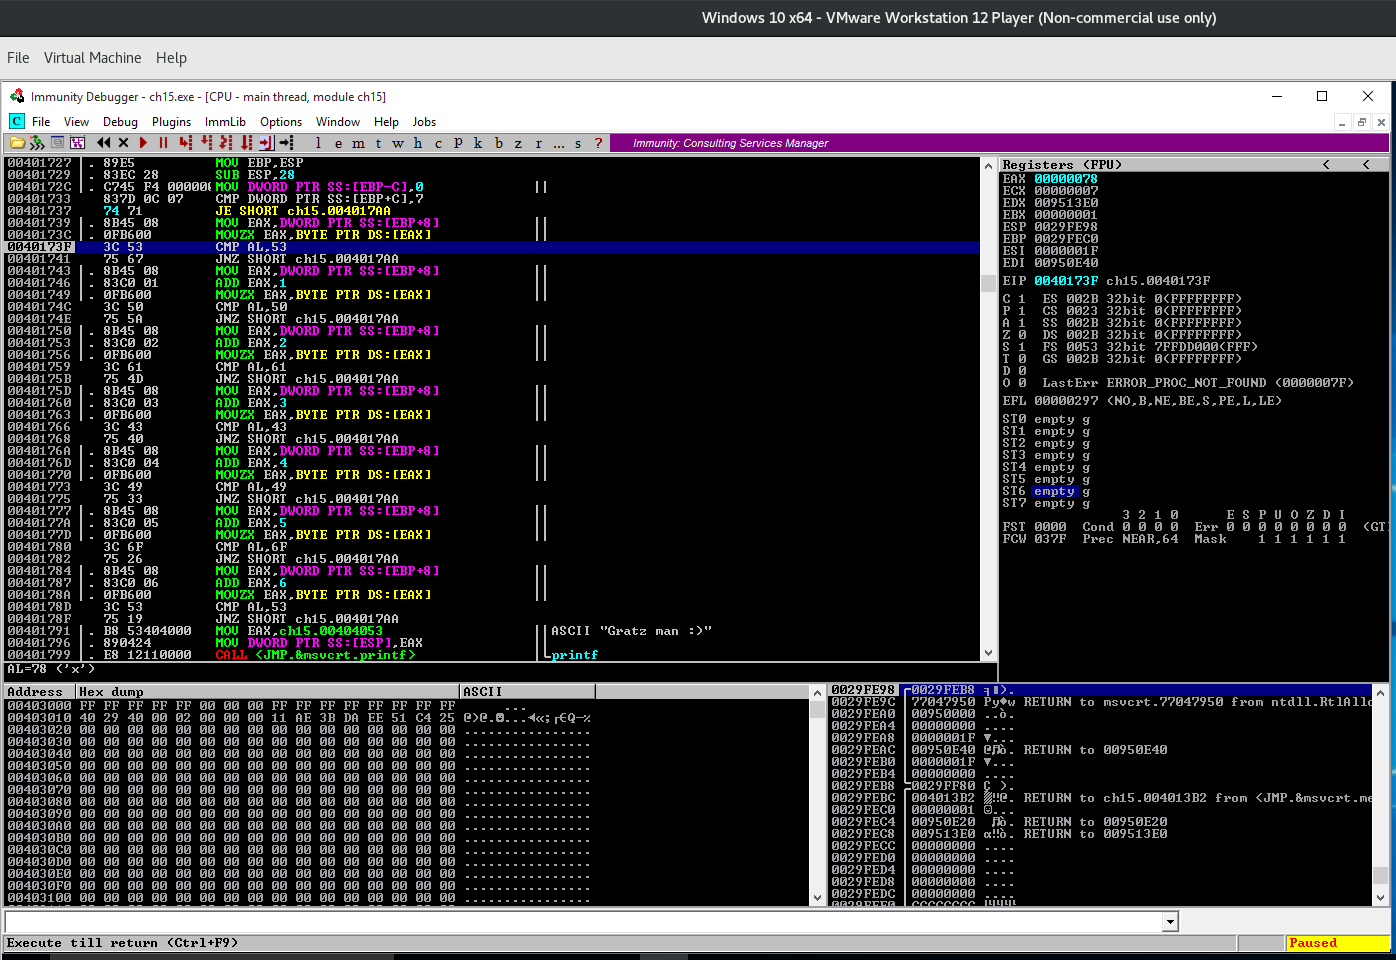 Windows 10 x64 - VMware Workstation 12 Player (Non-commercial use only)
File Virtual Machine Help
Immunity Debugger - ch15.exe - [CPU - main thread, module ch15]
C File View Debug Plugins ImmLib Options Window Help Jobs
l e m t w h c P k b z r ... s ? Immunity: Consulting Services Manager
00401727 . 89E5 MOV EBP,ESP
00401729 . 83EC 28 SUB ESP,28
0040172C . C745 F4 000000 MOV DWORD PTR SS:[EBP-C],0
00401733 837D 0C 07 CMP DWORD PTR SS:[EBP+C],7
00401737 74 71 JE SHORT ch15.004017AA
00401739 . 8B45 08 MOV EAX,DWORD PTR SS:[EBP+8]
0040173C . 0FB600 MOVZX EAX,BYTE PTR DS:[EAX]
0040173F 3C 53 CMP AL,53
00401741 75 67 JNZ SHORT ch15.004017AA
00401743 . 8B45 08 MOV EAX,DWORD PTR SS:[EBP+8]
00401746 . 83C0 01 ADD EAX,1
00401749 . 0FB600 MOVZX EAX,BYTE PTR DS:[EAX]
0040174C 3C 50 CMP AL,50
0040174E 75 5A JNZ SHORT ch15.004017AA
00401750 . 8B45 08 MOV EAX,DWORD PTR SS:[EBP+8]
00401753 . 83C0 02 ADD EAX,2
00401756 . 0FB600 MOVZX EAX,BYTE PTR DS:[EAX]
00401759 3C 61 CMP AL,61
0040175B 75 4D JNZ SHORT ch15.004017AA
0040175D . 8B45 08 MOV EAX,DWORD PTR SS:[EBP+8]
00401760 . 83C0 03 ADD EAX,3
00401763 . 0FB600 MOVZX EAX,BYTE PTR DS:[EAX]
00401766 3C 43 CMP AL,43
00401768 75 40 JNZ SHORT ch15.004017AA
0040176A . 8B45 08 MOV EAX,DWORD PTR SS:[EBP+8]
0040176D . 83C0 04 ADD EAX,4
00401770 . 0FB600 MOVZX EAX,BYTE PTR DS:[EAX]
00401773 3C 49 CMP AL,49
00401775 75 33 JNZ SHORT ch15.004017AA
00401777 . 8B45 08 MOV EAX,DWORD PTR SS:[EBP+8]
0040177A . 83C0 05 ADD EAX,5
0040177D . 0FB600 MOVZX EAX,BYTE PTR DS:[EAX]
00401780 3C 6F CMP AL,6F
00401782 75 26 JNZ SHORT ch15.004017AA
00401784 . 8B45 08 MOV EAX,DWORD PTR SS:[EBP+8]
00401787 . 83C0 06 ADD EAX,6
0040178A . 0FB600 MOVZX EAX,BYTE PTR DS:[EAX]
0040178D 3C 53 CMP AL,53
0040178F 75 19 JNZ SHORT ch15.004017AA
00401791 . B8 53404000 MOV EAX,ch15.00404053 ASCII "Gratz man :)"
00401796 . 890424 MOV DWORD PTR SS:[ESP],EAX
00401799 . E8 12110000 CALL <JMP.&msvcrt.printf> printf
AL=78 ('x')
Registers (FPU) < <
EAX 00000078
ECX 00000007
EDX 009513E0
EBX 00000001
ESP 0029FE98
EBP 0029FEC0
ESI 0000001F
EDI 00950E40
EIP 0040173F ch15.0040173F
C 1 ES 002B 32bit 0(FFFFFFFF)
P 1 CS 0023 32bit 0(FFFFFFFF)
A 1 SS 002B 32bit 0(FFFFFFFF)
Z 0 DS 002B 32bit 0(FFFFFFFF)
S 1 FS 0053 32bit 7FFDD000(FFF)
T 0 GS 002B 32bit 0(FFFFFFFF)
D 0
O 0 LastErr ERROR_PROC_NOT_FOUND (0000007F)
EFL 00000297 (NO,B,NE,BE,S,PE,L,LE)
ST0 empty g
ST1 empty g
ST2 empty g
ST3 empty g
ST4 empty g
ST5 empty g
ST6 empty g
ST7 empty g
3 2 1 0 E S P U O Z D I
FST 0000 Cond 0 0 0 0 Err 0 0 0 0 0 0 0 0 (GT
FCW 037F Prec NEAR,64 Mask 1 1 1 1 1 1
Address Hex dump ASCII
00403000 FF FF FF FF 00 00 00 FF FF FF FF FF FF FF FF FF ...
00403010 40 29 40 00 02 00 00 00 11 AE 3B DA EE 51 C4 25
00403020 00 00 00 00 00 00 00 00 00 00 00 00 00 00 00 00 ................
00403030 00 00 00 00 00 00 00 00 00 00 00 00 00 00 00 00 ................
00403040 00 00 00 00 00 00 00 00 00 00 00 00 00 00 00 00 ................
00403050 00 00 00 00 00 00 00 00 00 00 00 00 00 00 00 00 ................
00403060 00 00 00 00 00 00 00 00 00 00 00 00 00 00 00 00 ................
00403070 00 00 00 00 00 00 00 00 00 00 00 00 00 00 00 00 ................
00403080 00 00 00 00 00 00 00 00 00 00 00 00 00 00 00 00 ................
00403090 00 00 00 00 00 00 00 00 00 00 00 00 00 00 00 00 ................
004030A0 00 00 00 00 00 00 00 00 00 00 00 00 00 00 00 00 ................
004030B0 00 00 00 00 00 00 00 00 00 00 00 00 00 00 00 00 ................
004030C0 00 00 00 00 00 00 00 00 00 00 00 00 00 00 00 00 ................
004030D0 00 00 00 00 00 00 00 00 00 00 00 00 00 00 00 00 ................
004030E0 00 00 00 00 00 00 00 00 00 00 00 00 00 00 00 00 ................
004030F0 00 00 00 00 00 00 00 00 00 00 00 00 00 00 00 00 ................
00403100 00 00 00 00 00 00 00 00 00 00 00 00 00 00 00 00 ................
0029FE98 0029FEB8
0029FE9C 77047950 Py♦w RETURN to msvcrt.77047950 from ntdll.RtlAllo
0029FEA0 00950000 ..ò.
0029FEA4 00000000 ....
0029FEA8 0000001F ▼...
0029FEAC 00950E40 @♫ò. RETURN to 00950E40
0029FEB0 0000001F ▼...
0029FEB4 00000000 ....
0029FEB8 0029FF80 Ç ).
0029FEBC 004013B2 ▓‼@. RETURN to ch15.004013B2 from <JMP.&msvcrt.me
0029FEC0 00000001 ☺...
0029FEC4 00950E20 ♫ò. RETURN to 00950E20
0029FEC8 009513E0 α‼ò. RETURN to 009513E0
0029FECC 00000000 ....
0029FED0 00000000 ....
0029FED4 00000000 ....
0029FED8 00000000 ....
0029FEDC 00000000 ....
Execute till return (Ctrl+F9) Paused